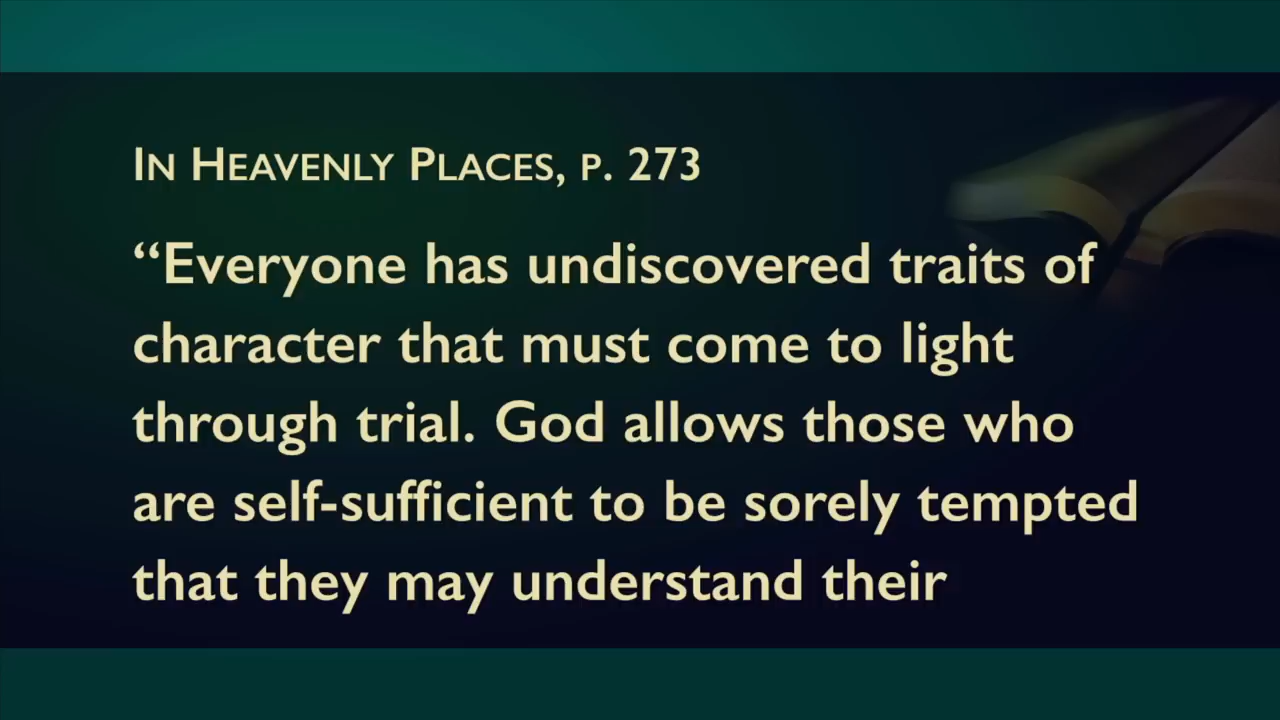 In Heavenly Places, p. 273
“Everyone has undiscovered traits of
character that must come to light
through trial. God allows those who
are self-sufficient to be sorely tempted
that they may understand their